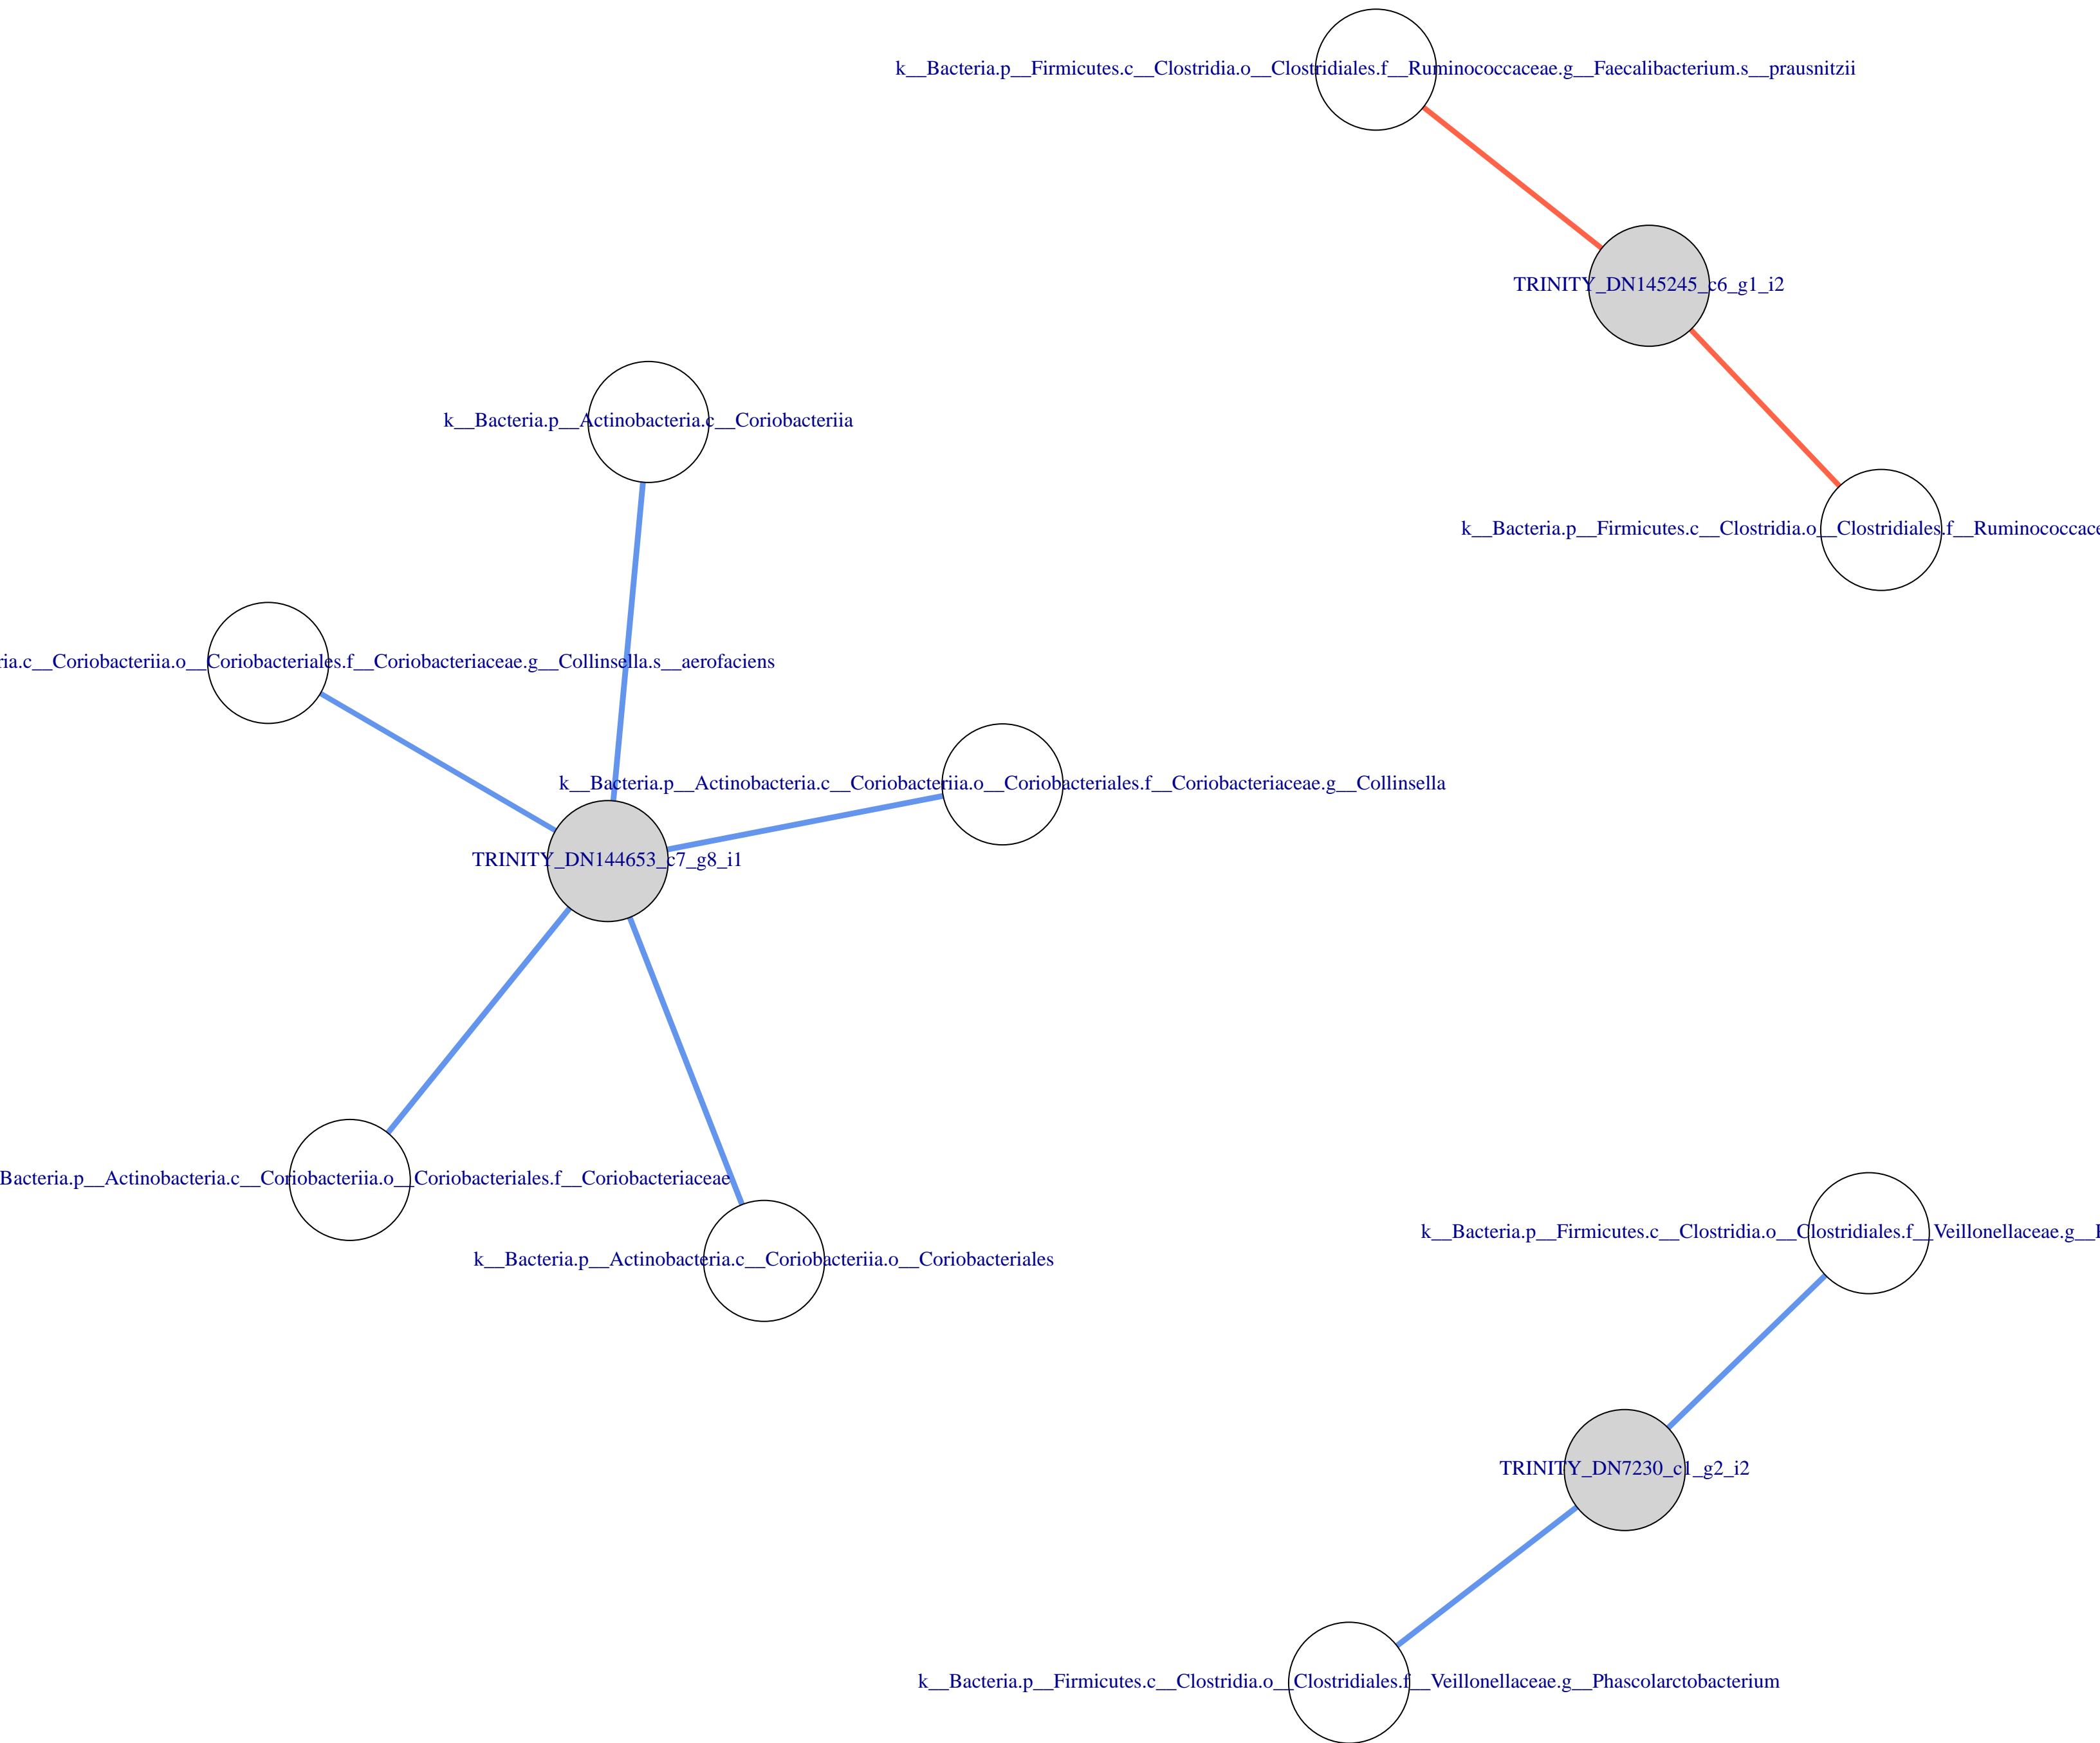 k__Bacteria.p__Firmicutes.c__Clostridia.o__Clostridiales.f__Ruminococcaceae.g__Faecalibacterium.s__prausnitzii
TRINITY_DN145245_c6_g1_i2
k__Bacteria.p__Actinobacteria.c__Coriobacteriia
k__Bacteria.p__Firmicutes.c__Clostridia.o__Clostridiales.f__Ruminococcace
ria.c__Coriobacteriia.o__Coriobacteriales.f__Coriobacteriaceae.g__Collinsella.s__aerofaciens
k__Bacteria.p__Actinobacteria.c__Coriobacteriia.o__Coriobacteriales.f__Coriobacteriaceae.g__Collinsella
TRINITY_DN144653_c7_g8_i1
Bacteria.p__Actinobacteria.c__Coriobacteriia.o__Coriobacteriales.f__Coriobacteriaceae
k__Bacteria.p__Firmicutes.c__Clostridia.o__Clostridiales.f__Veillonellaceae.g__P
k__Bacteria.p__Actinobacteria.c__Coriobacteriia.o__Coriobacteriales
TRINITY_DN7230_c1_g2_i2
k__Bacteria.p__Firmicutes.c__Clostridia.o__Clostridiales.f__Veillonellaceae.g__Phascolarctobacterium